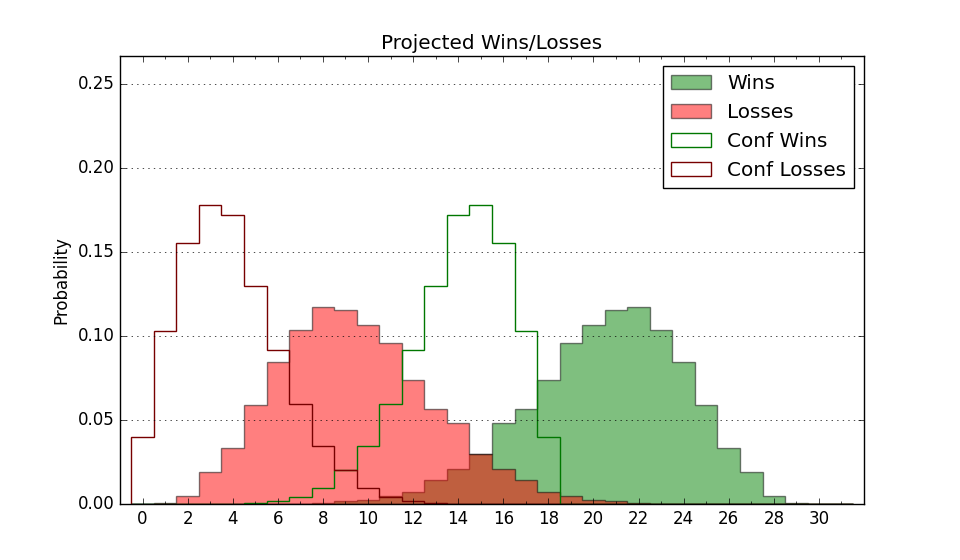 Projected Wins/Losses
0.25
0.20
0.15
0.10
0.05
0.00
Probability
Wins
Losses
Conf Wins
Conf Losses
0 2 4 6 8 10 12 14 16 18 20 22 24 26 28 30